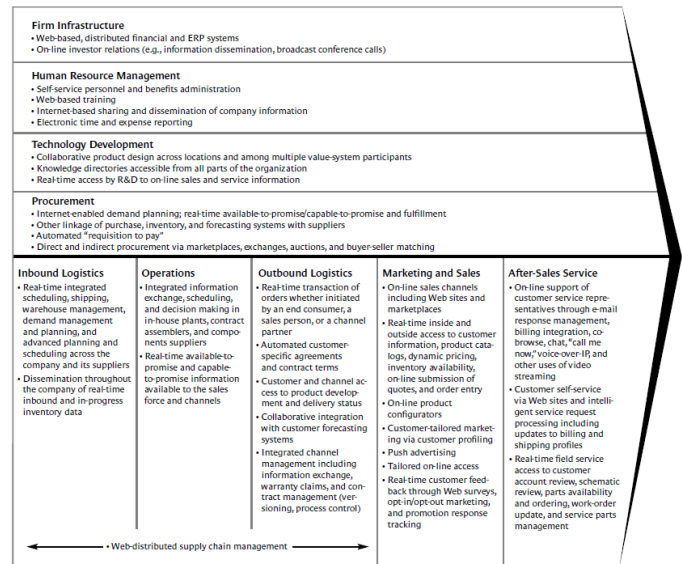 Firm Infrastructure
• Web-based, distributed financial and ERP systems
• On-line investor relations (e.g., information dissemination, broadcast conference calls)
Human Resource Management
• Self-service personnel and benefits administration
• Web-based training
• Internet-based sharing and dissemination of company information
• Electronic time and expense reporting
Technology Development
• Collaborative product design across locations and among multiple value-system participants
• Knowledge directories accessible from all parts of the organization
• Real-time access by R&D to on-line sales and service information
Procurement
• Internet-enabled demand planning; real-time available-to-promise/capable-to-promise and fulfillment
• Other linkage of purchase, inventory, and forecasting systems with suppliers
• Automated “requisition to pay”
• Direct and indirect procurement via marketplaces, exchanges, auctions, and buyer-seller matching
Inbound Logistics
• Real-time integrated
scheduling, shipping,
warehouse management,
demand management
and planning, and
advanced planning and
scheduling across the
company and its suppliers
• Dissemination throughout
the company of real-time
inbound and in-progress
inventory data
Operations
• Integrated information
exchange, scheduling,
and decision making in
in-house plants, contract
assemblers, and
components suppliers
• Real-time available-to-
promise and capable-
to-promise information
available to the sales
force and channels
Outbound Logistics
• Real-time transaction of
orders whether initiated
by an end consumer, a
sales person, or a channel
partner
• Automated customer-
specific agreements
and contract terms
• Customer and channel ac-
cess to product develop-
ment and delivery status
• Collaborative integration
with customer forecasting
systems
• Integrated channel
management including
information exchange,
warranty claims, and con-
tract management (ver-
sioning, process control)
Marketing and Sales
• On-line sales channels
including Web sites and
marketplaces
• Real-time inside and
outside access to customer
information, product cata-
logs, dynamic pricing,
inventory availability,
on-line submission of
quotes, and order entry
• On-line product
configurators
• Customer-tailored market-
ing via customer profiling
• Push advertising
• Tailored on-line access
• Real-time customer feed-
back through Web surveys,
opt-in/opt-out marketing,
and promotion response
tracking
After-Sales Service
• On-line support of
customer service repre-
sentatives through e-mail
response management,
billing integration, co-
browse, chat, “call me
now,” voice-over-IP, and
other uses of video
streaming
• Customer self-service
via Web sites and intelli-
gent service request
processing including
updates to billing and
shipping profiles
• Real-time field service
access to customer
account review, schematic
review, parts availability
and ordering, work-order
update, and service parts
management
• Web-distributed supply chain management